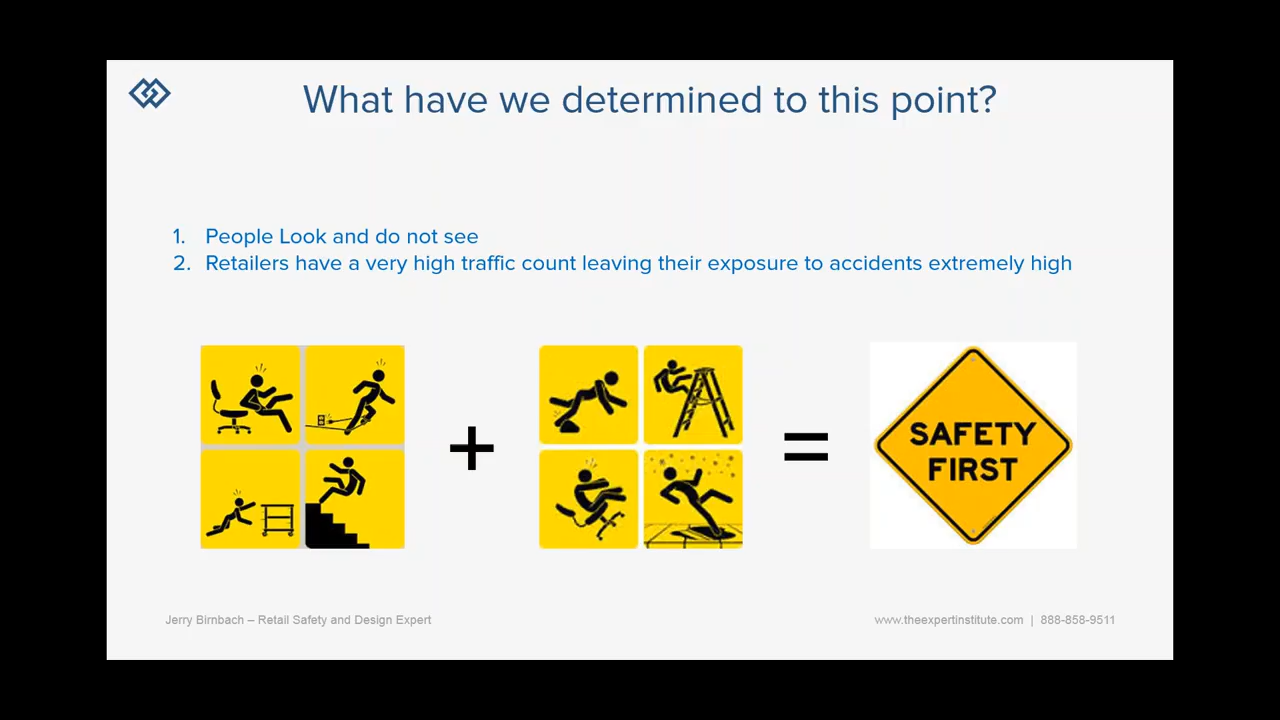 What have we determined to this point?
1. People Look and do not see
2. Retailers have a very high traffic count leaving their exposure to accidents extremely high
+
=
SAFETY
FIRST
Jerry Birnbach – Retail Safety and Design Expert
www.theexpertinstitute.com | 888-858-9511